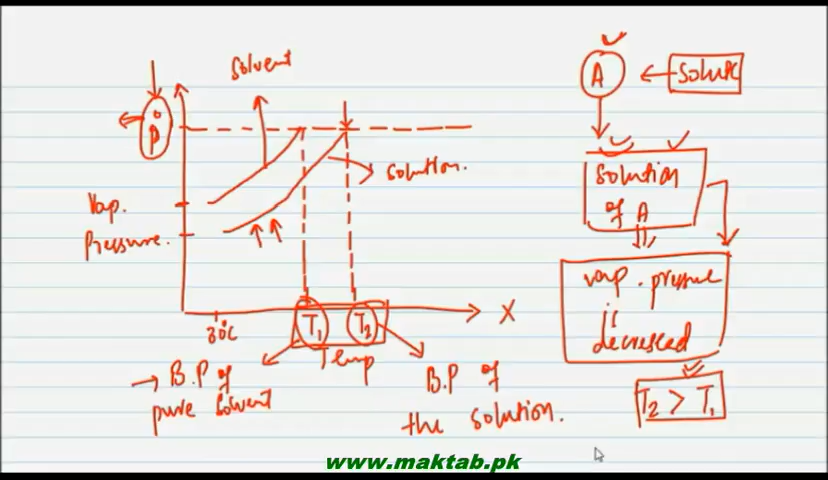 Solvent
P°
Vap.
Pressure.
solution.
30°C
T₁
T₂
Temp
X
→ B.P of
pure solvent
B.P of
the solution.
A
solute
solution
of A
vap. pressure
is
decreased
T₂ > T₁
www.maktab.pk